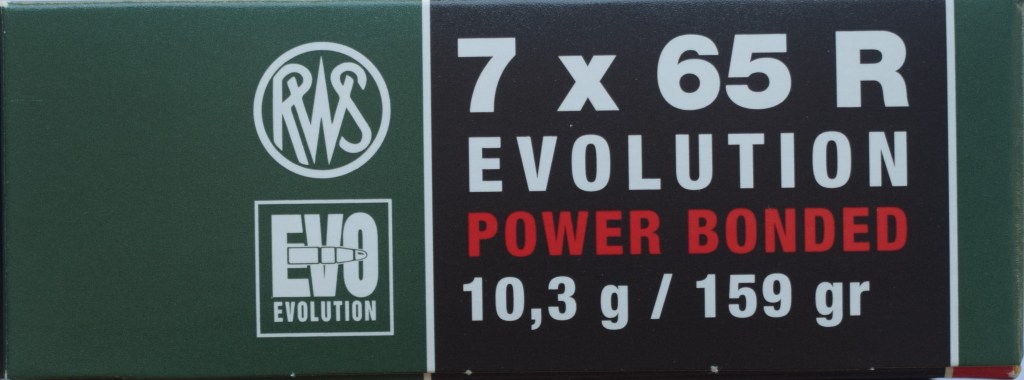 RWS
EVO
EVOLUTION
7 x 65 R
EVOLUTION
POWER BONDED
10,3 g / 159 gr